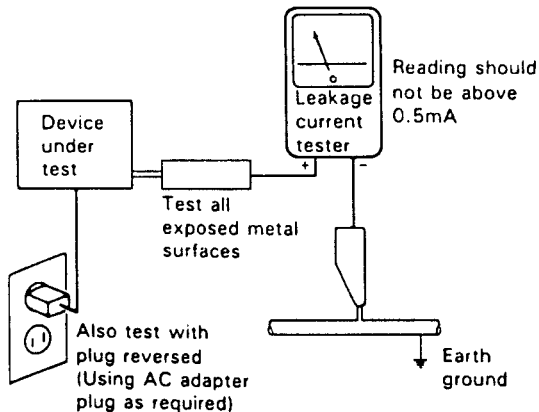 Device
under
test
Leakage
current
tester
+
−
Reading should
not be above
0.5mA
Test all
exposed metal
surfaces
Also test with
plug reversed
(Using AC adapter
plug as required)
Earth
ground